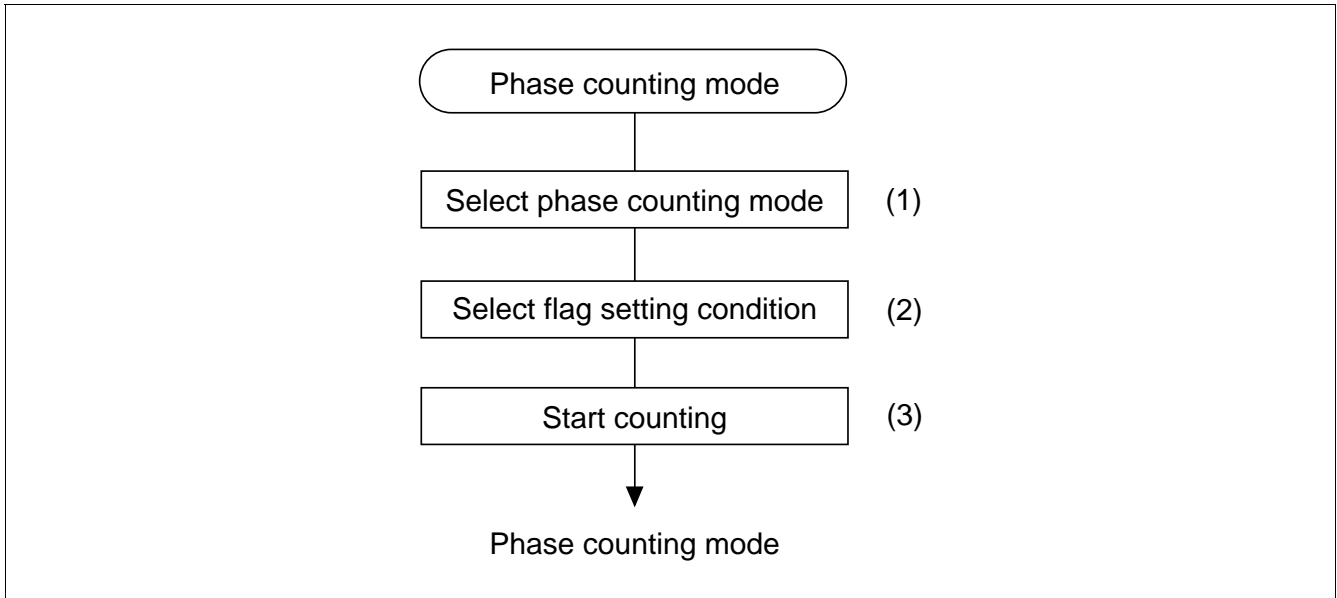 Phase counting mode
Select phase counting mode (1)
Select flag setting condition (2)
Start counting (3)
Phase counting mode